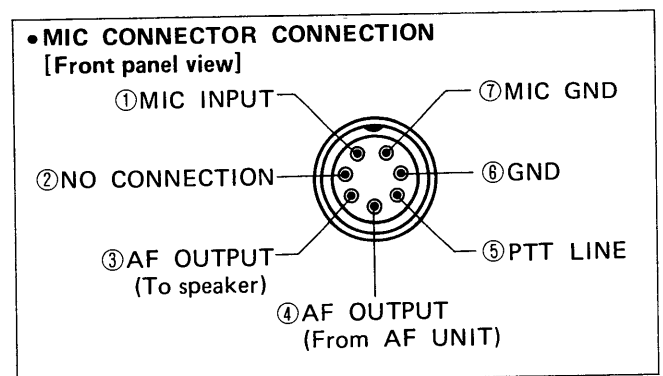 • MIC CONNECTOR CONNECTION
[Front panel view]
①MIC INPUT
⑦MIC GND
②NO CONNECTION
⑥GND
③AF OUTPUT
(To speaker)
⑤PTT LINE
④AF OUTPUT
(From AF UNIT)